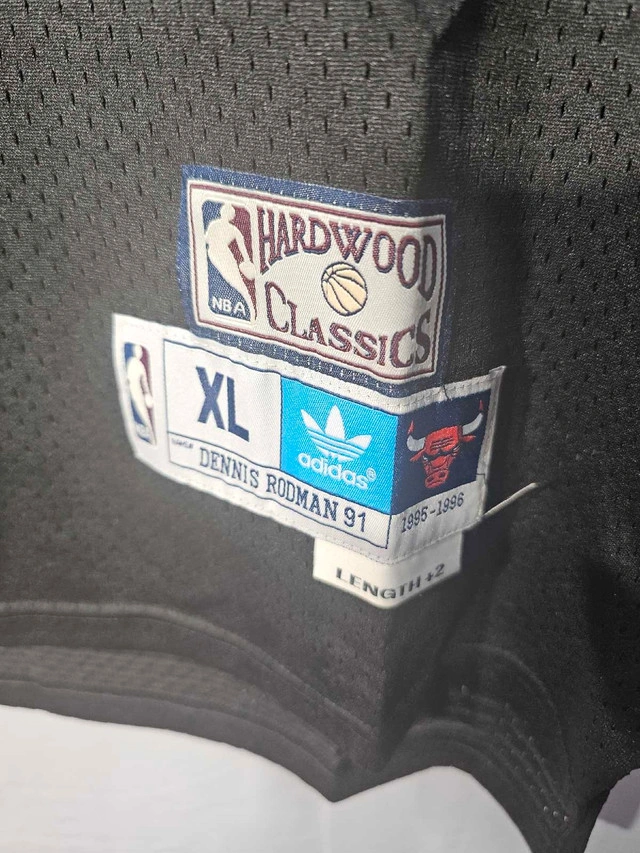 HARDWOOD
NBA
CLASSICS
XL
adidas®
DENNIS RODMAN 91
1995-1996
LENGTH +2